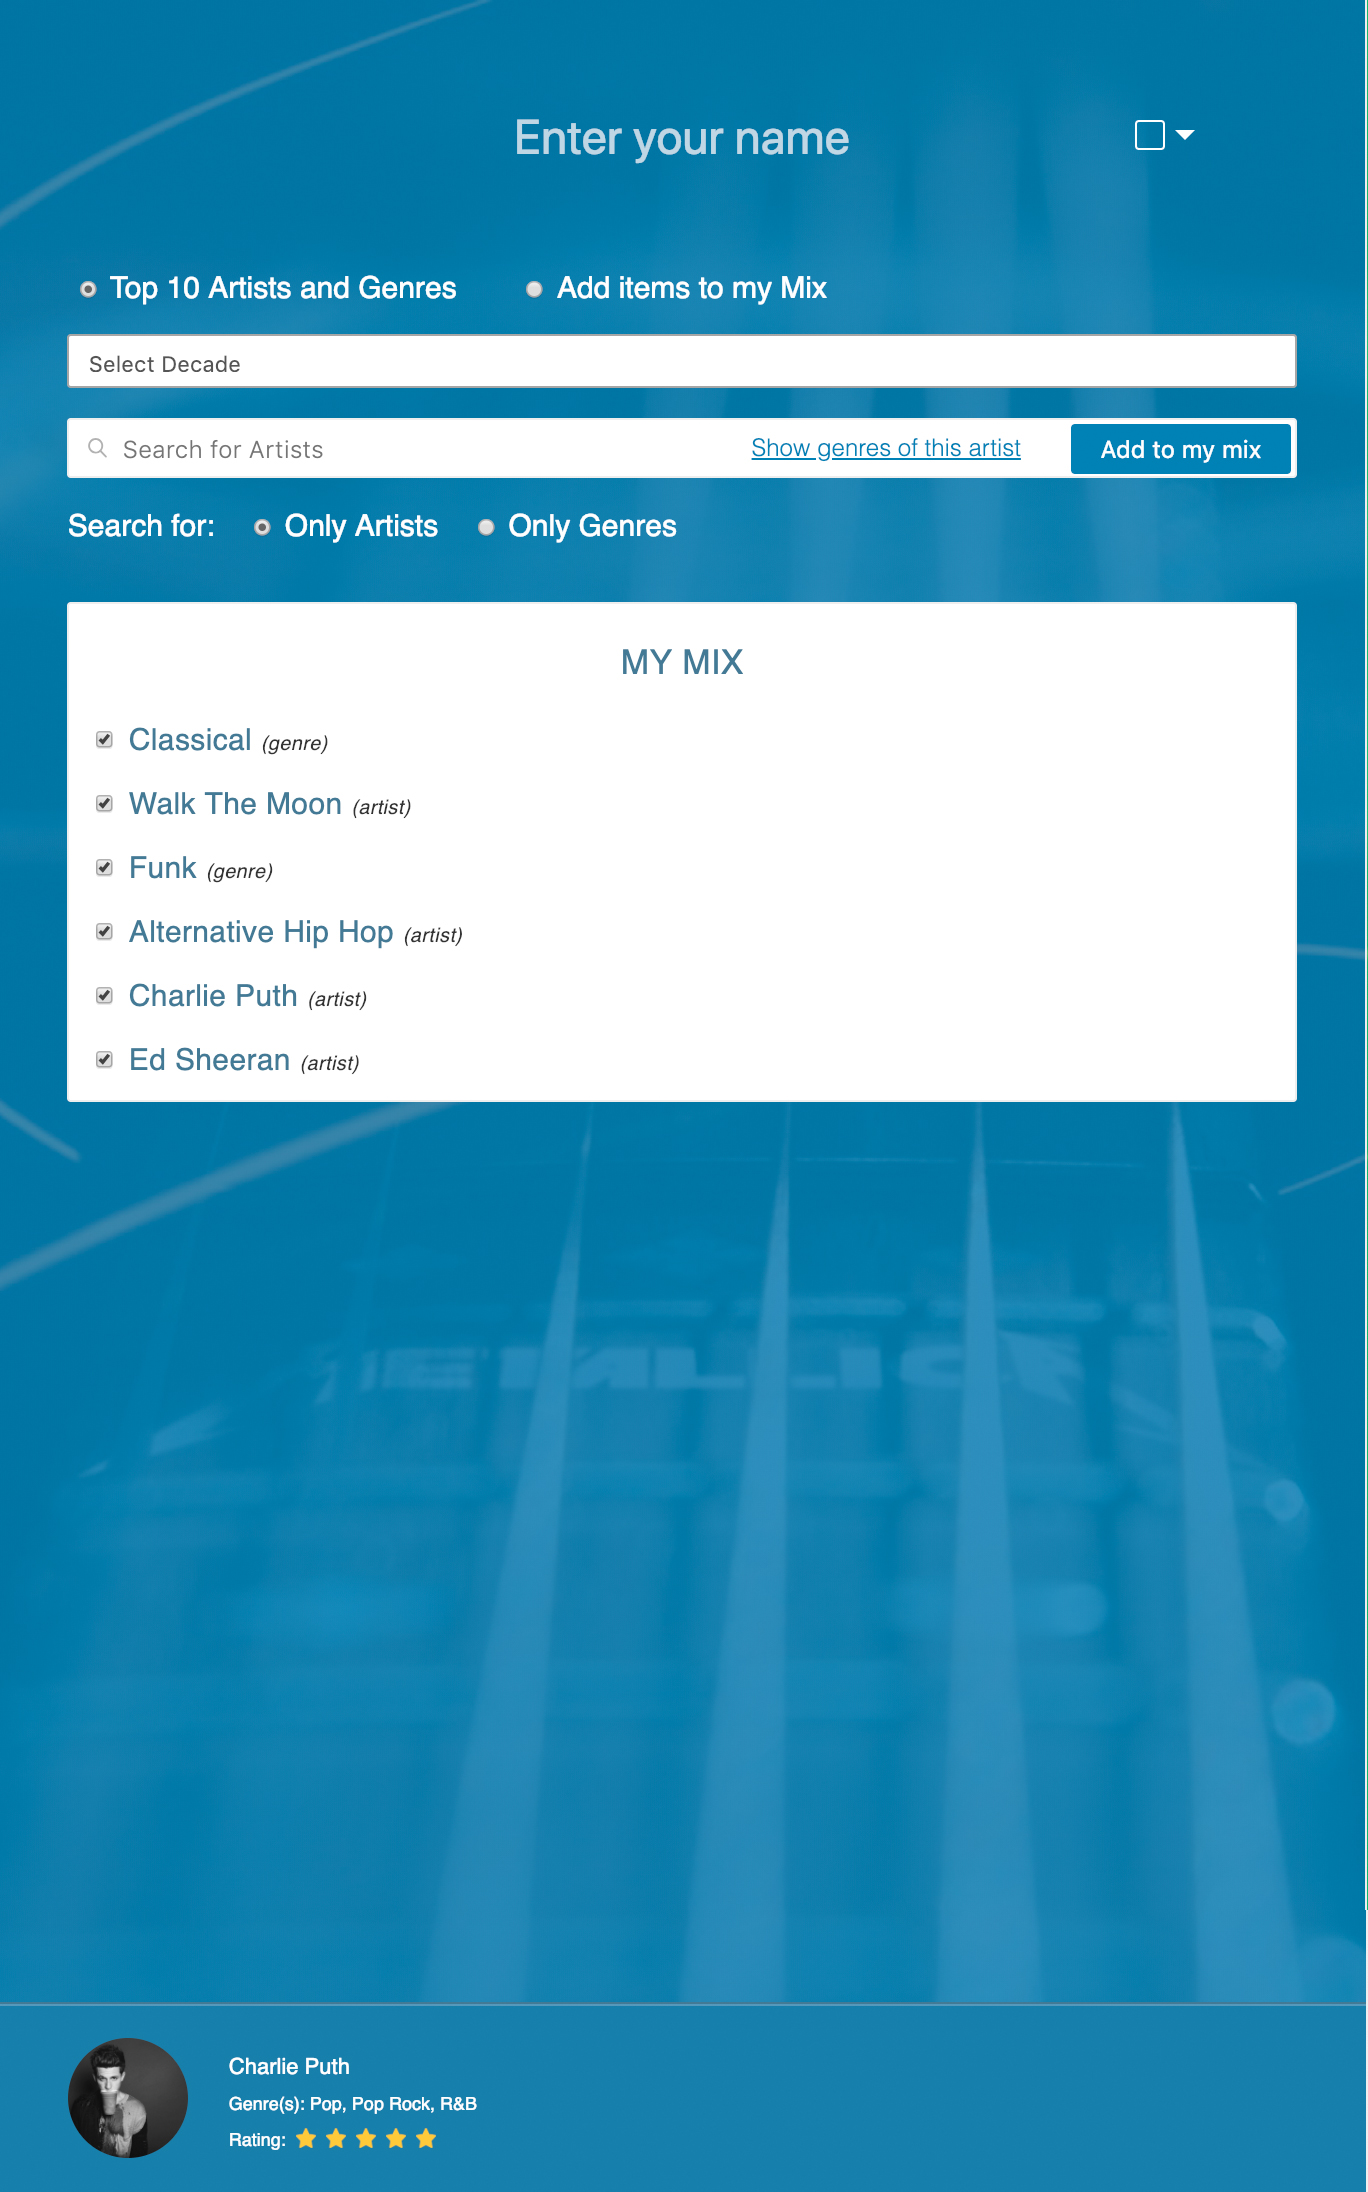 Enter your name
Top 10 Artists and Genres Add items to my Mix
Select Decade
Search for Artists Show genres of this artist Add to my mix
Search for: Only Artists Only Genres
MY MIX
Classical (genre)
Walk The Moon (artist)
Funk (genre)
Alternative Hip Hop (artist)
Charlie Puth (artist)
Ed Sheeran (artist)
Charlie Puth
Genre(s): Pop, Pop Rock, R&B
Rating: